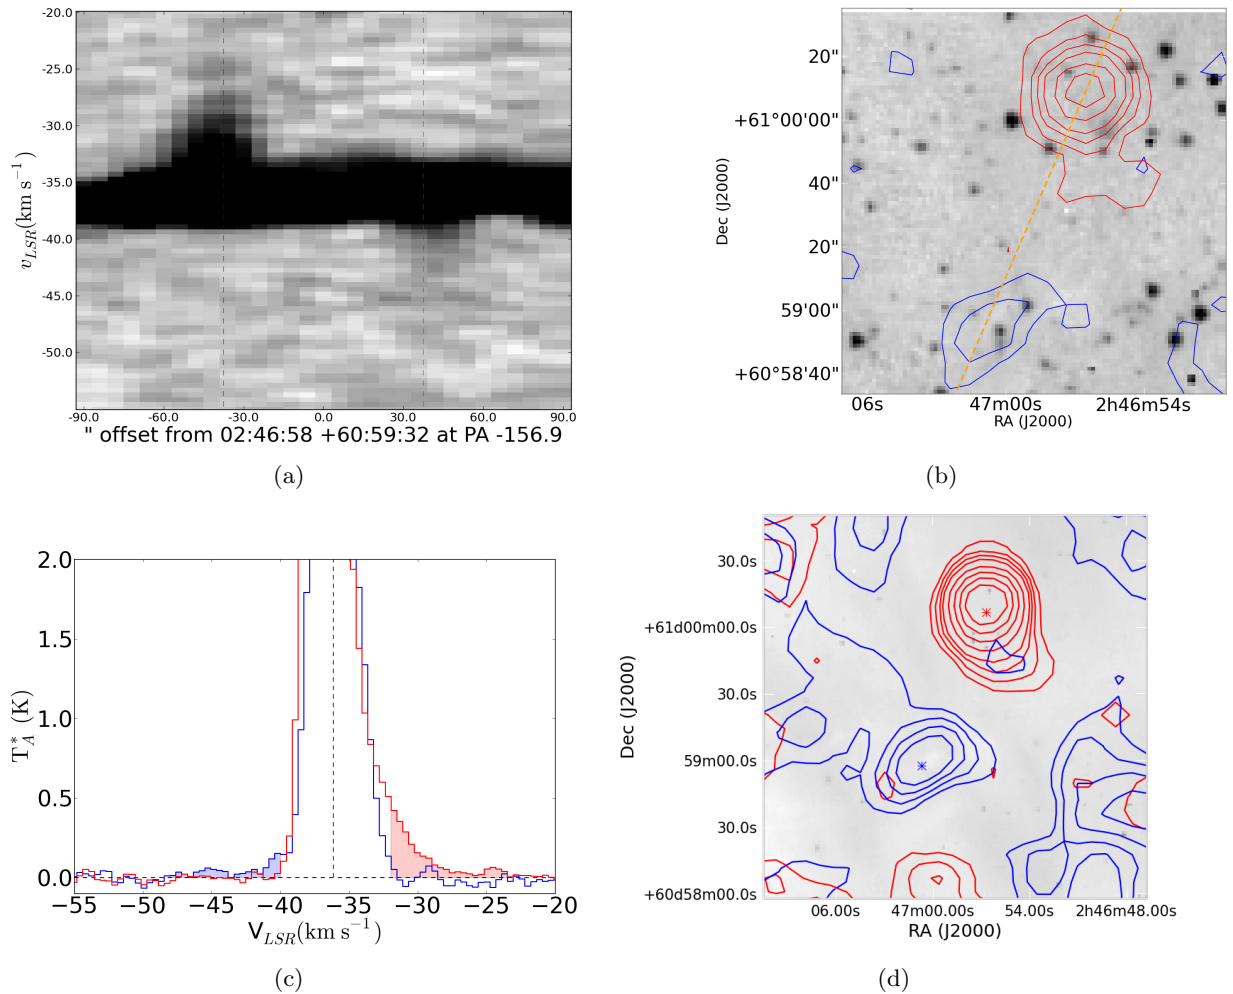 -20.0
-25.0
-30.0
-35.0
-40.0
-45.0
-50.0
v_LSR(km s⁻¹)
-90.0 -60.0 -30.0 0.0 30.0 60.0 90.0
" offset from 02:46:58 +60:59:32 at PA -156.9
(a)
20"
+61°00'00"
40"
20"
59'00"
+60°58'40"
Dec (J2000)
06s 47m00s 2h46m54s
RA (J2000)
(b)
2.0
1.5
1.0
0.5
0.0
T*_A (K)
−55 −50 −45 −40 −35 −30 −25 −20
V_LSR(km s⁻¹)
(c)
30.0s
+61d00m00.0s
30.0s
59m00.0s
30.0s
+60d58m00.0s
Dec (J2000)
06.00s 47m00.00s 54.00s 2h46m48.00s
RA (J2000)
(d)